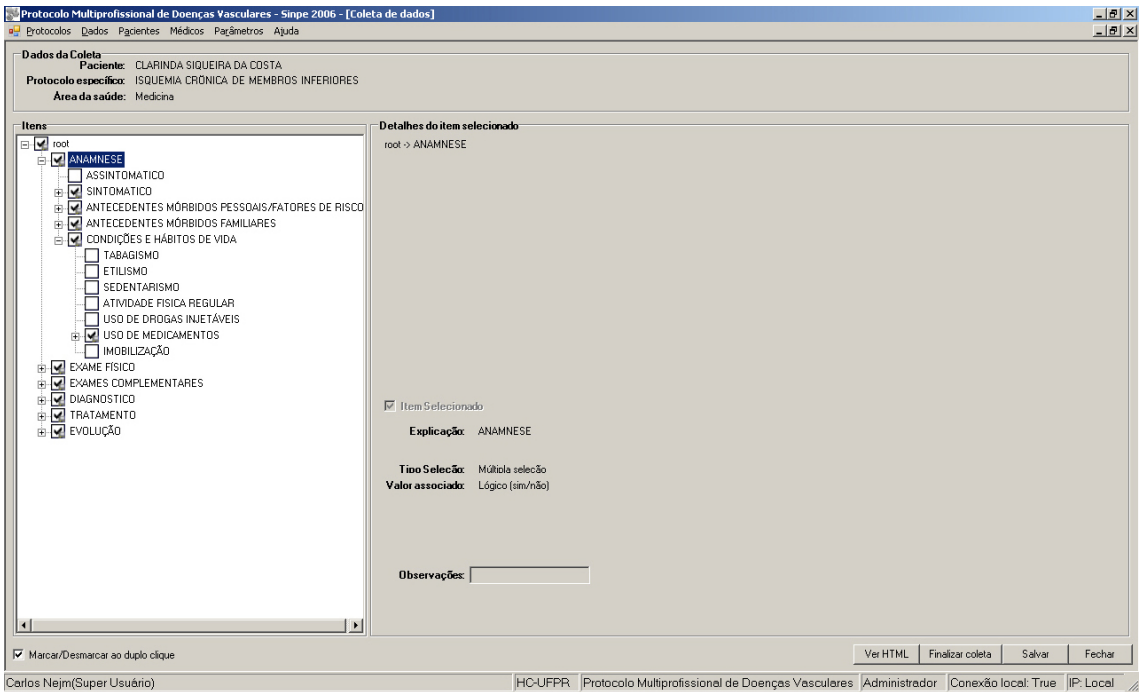 Protocolo Multiprofissional de Doenças Vasculares - Sinpe 2006 - [Coleta de dados]
Protocolos Dados Pacientes Médicos Parâmetros Ajuda
Dados da Coleta
Paciente: CLARINDA SIQUEIRA DA COSTA
Protocolo específico: ISQUEMIA CRÔNICA DE MEMBROS INFERIORES
Área da saúde: Medicina
Itens
root
ANAMNESE
ASSINTOMATICO
SINTOMATICO
ANTECEDENTES MÓRBIDOS PESSOAIS/FATORES DE RISCO
ANTECEDENTES MÓRBIDOS FAMILIARES
CONDIÇÕES E HÁBITOS DE VIDA
TABAGISMO
ETILISMO
SEDENTARISMO
ATIVIDADE FISICA REGULAR
USO DE DROGAS INJETÁVEIS
USO DE MEDICAMENTOS
IMOBILIZAÇÃO
EXAME FÍSICO
EXAMES COMPLEMENTARES
DIAGNOSTICO
TRATAMENTO
EVOLUÇÃO
Detalhes do item selecionado
root -> ANAMNESE
Item Selecionado
Explicação: ANAMNESE
Tipo Seleção: Múltipla seleção
Valor associado: Lógico (sim/não)
Observações:
Marcar/Desmarcar ao duplo clique
Ver HTML Finalizar coleta Salvar Fechar
Carlos Nejm(Super Usuário) HC-UFPR Protocolo Multiprofissional de Doenças Vasculares Administrador Conexão local: True IP: Local